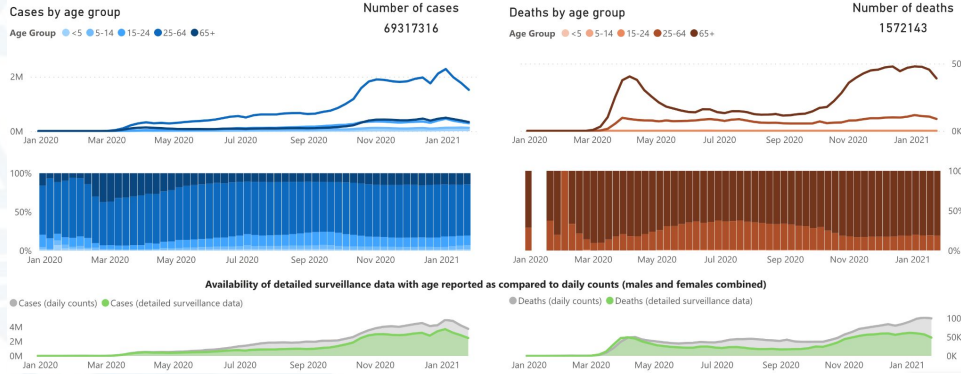 Cases by age group
Number of cases
69317316
Age Group <5 5-14 15-24 25-64 65+
2M
0M
Jan 2020 Mar 2020 May 2020 Jul 2020 Sep 2020 Nov 2020 Jan 2021
100%
50%
0%
Jan 2020 Mar 2020 May 2020 Jul 2020 Sep 2020 Nov 2020 Jan 2021
Deaths by age group
Number of deaths
1572143
Age Group <5 5-14 15-24 25-64 65+
50
0K
Jan 2020 Mar 2020 May 2020 Jul 2020 Sep 2020 Nov 2020 Jan 2021
100
50%
0%
Jan 2020 Mar 2020 May 2020 Jul 2020 Sep 2020 Nov 2020 Jan 2021
Availability of detailed surveillance data with age reported as compared to daily counts (males and females combined)
Cases (daily counts) Cases (detailed surveillance data)
4M
2M
0M
Jan 2020 Mar 2020 May 2020 Jul 2020 Sep 2020 Nov 2020 Jan 2021
Deaths (daily counts) Deaths (detailed surveillance data)
100
50K
0K
Jan 2020 Mar 2020 May 2020 Jul 2020 Sep 2020 Nov 2020 Jan 2021